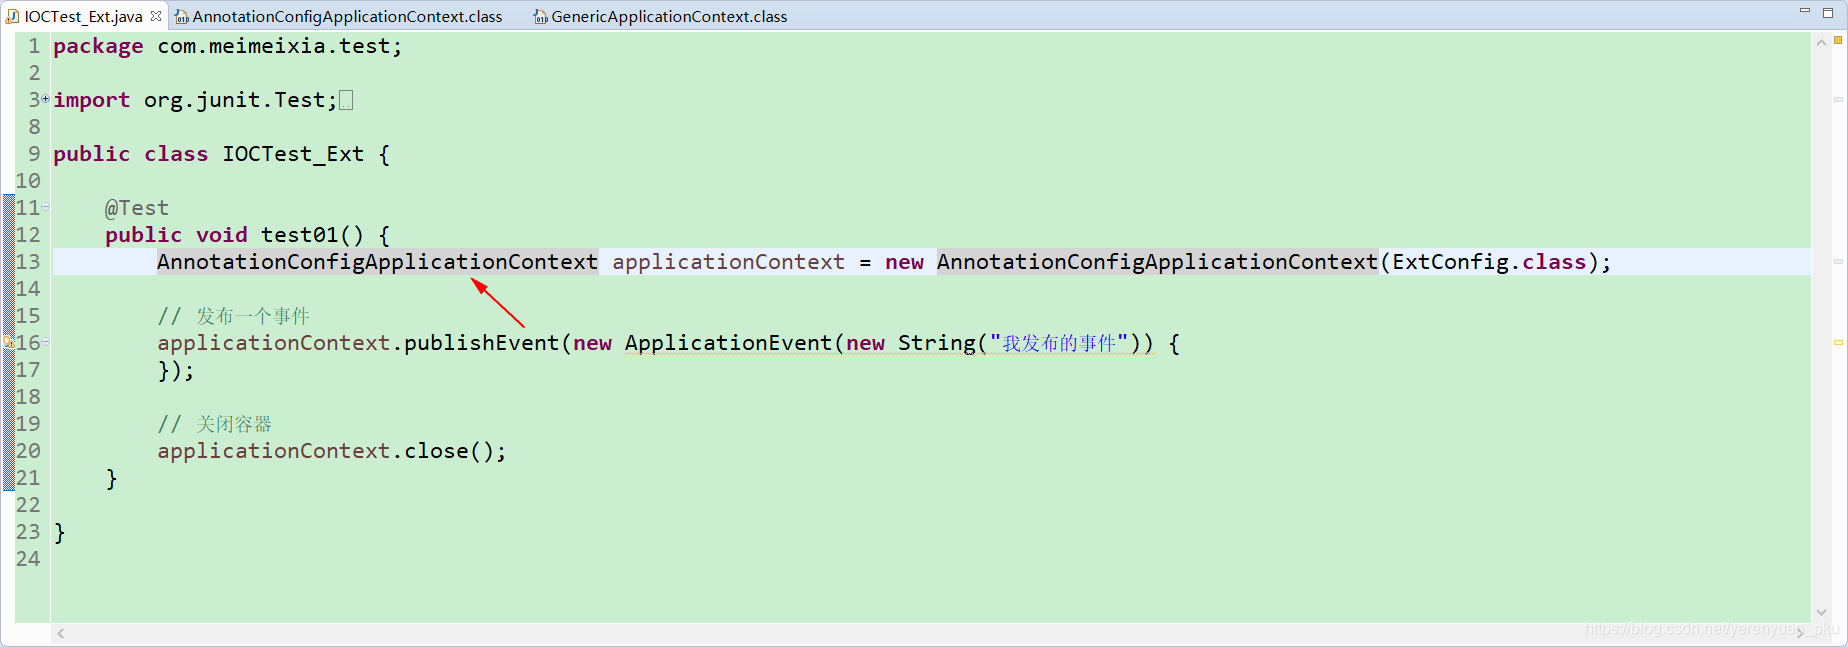 IOCTest_Ext.java AnnotationConfigApplicationContext.class GenericApplicationContext.class
1 package com.meimeixia.test;
2
3 import org.junit.Test;
8
9 public class IOCTest_Ext {
10
11 @Test
12 public void test01() {
13 AnnotationConfigApplicationContext applicationContext = new AnnotationConfigApplicationContext(ExtConfig.class);
14
15 // 发布一个事件
16 applicationContext.publishEvent(new ApplicationEvent(new String("我发布的事件")) {
17 });
18
19 // 关闭容器
20 applicationContext.close();
21 }
22
23 }
24
https://blog.csdn.net/yerenyuan_pku